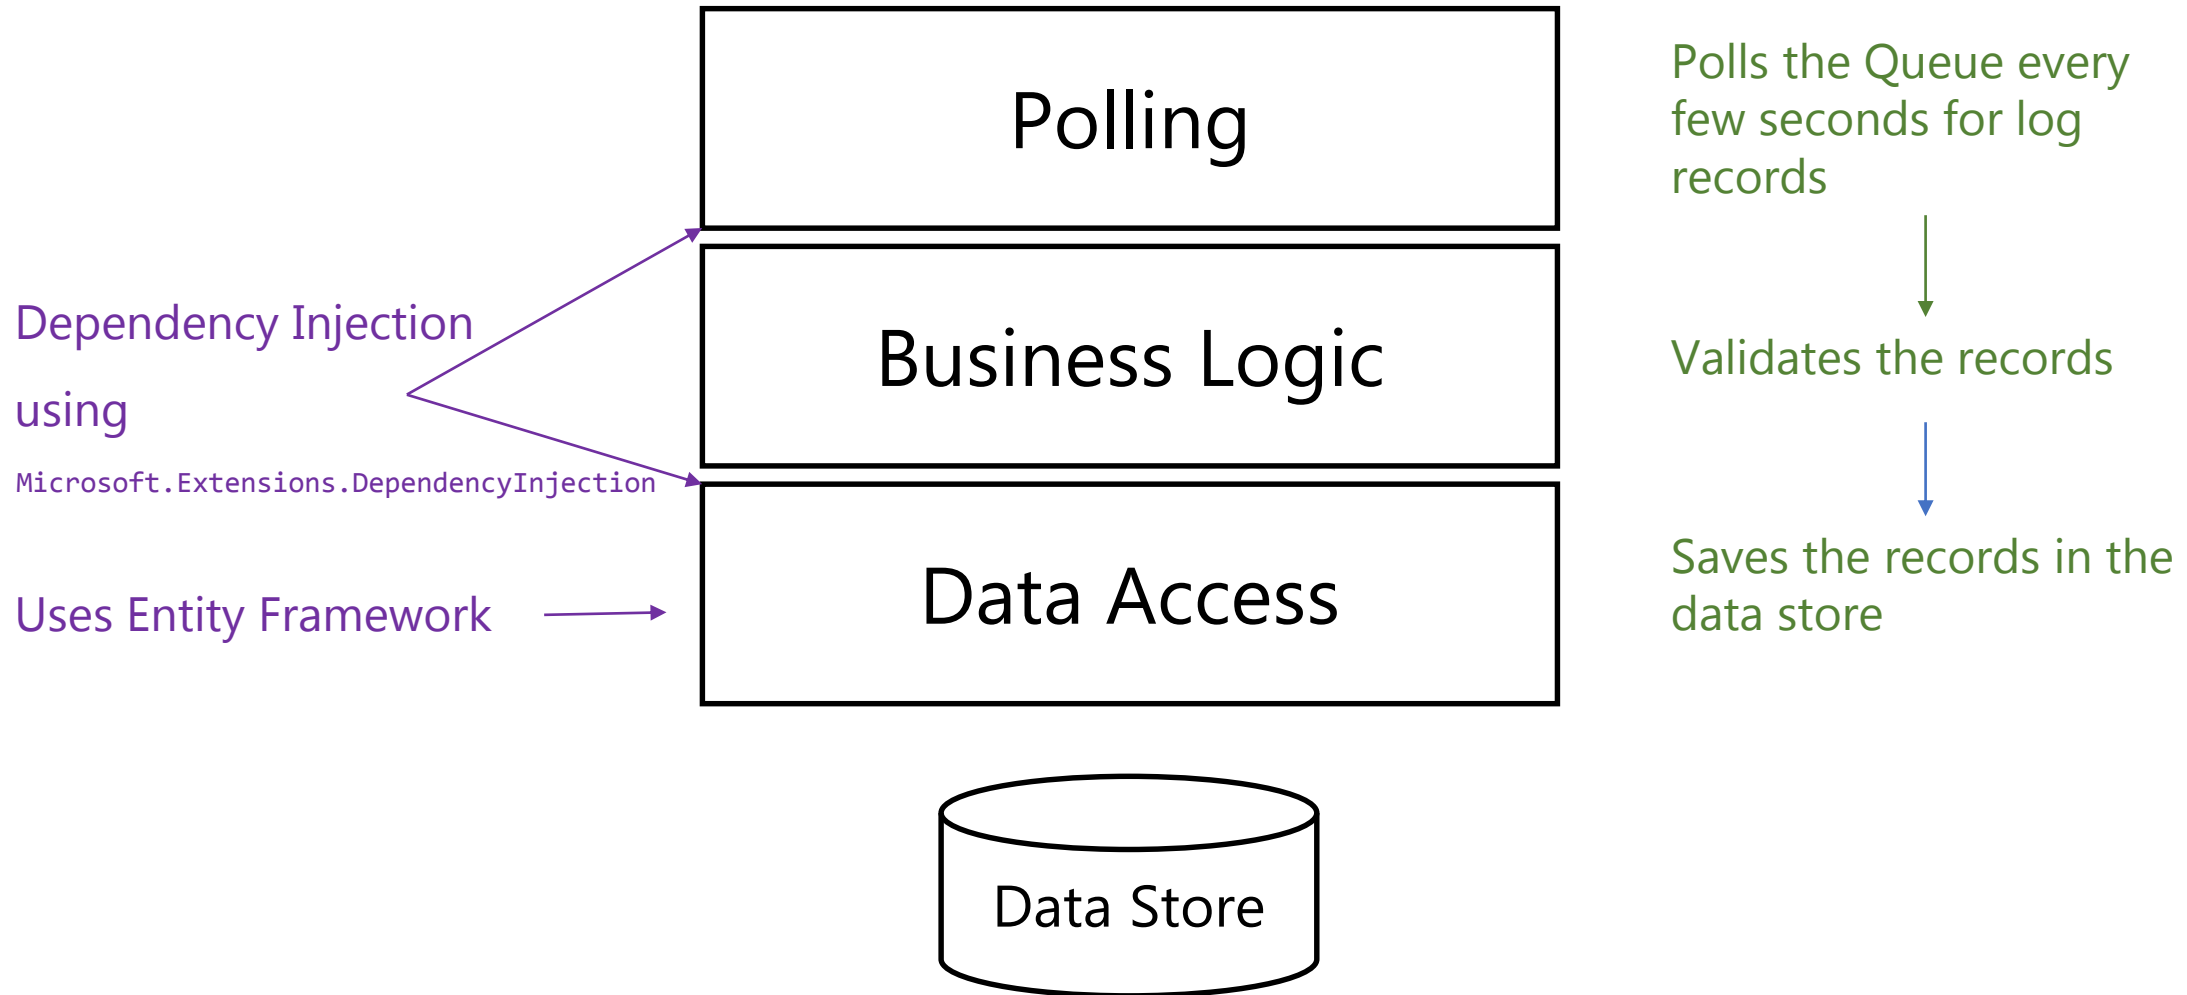 Polling
Polls the Queue every
few seconds for log
records
Dependency Injection
using
Microsoft.Extensions.DependencyInjection
Business Logic
Validates the records
Uses Entity Framework
Data Access
Saves the records in the
data store
Data Store